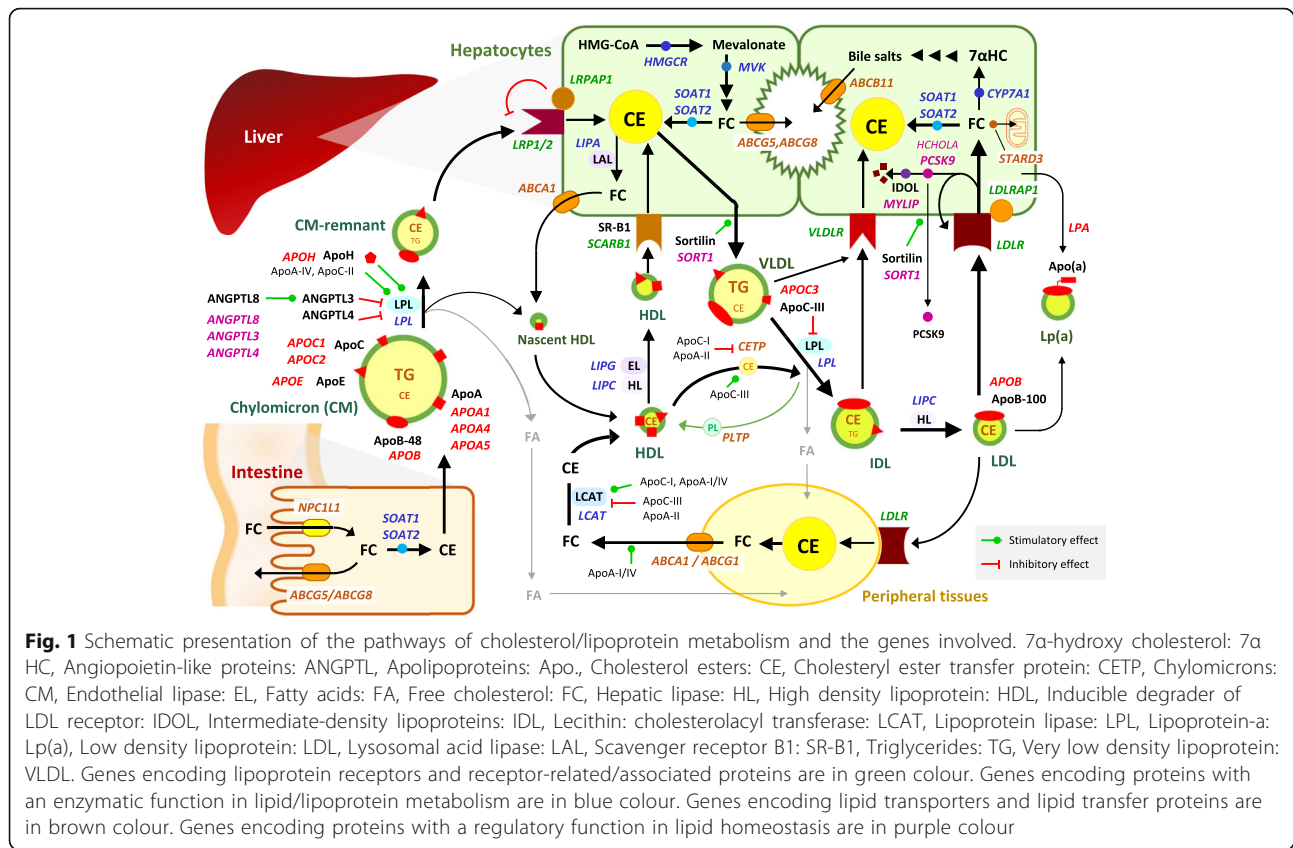 Hepatocytes
HMG-CoA
HMGCR
Mevalonate
MVK
LRPAP1
LRP1/2
CE
SOAT1
SOAT2
FC
ABCG5,ABCG8
LIPA
LAL
FC
ABCA1
SR-B1
SCARB1
Sortilin
SORT1
Bile salts
7αHC
ABCB11
CYP7A1
SOAT1
SOAT2
CE
FC
HCHOLA
PCSK9
STARD3
IDOL
MYLIP
LDLRAP1
VLDLR
LDLR
Sortilin
SORT1
PCSK9
LPA
Apo(a)
Lp(a)
Liver
CM-remnant
CE
TG
APOH
ApoH
ApoA-IV, ApoC-II
ANGPTL8
ANGPTL3
ANGPTL4
LPL
LPL
ANGPTL8
ANGPTL3
ANGPTL4
APOC1
APOC2
ApoC
APOE
ApoE
TG
CE
Chylomicron (CM)
ApoA
APOA1
APOA4
APOA5
ApoB-48
APOB
Nascent HDL
FA
FA
HDL
LIPG
EL
LIPC
HL
CE
HDL
VLDL
TG
CE
APOC3
ApoC-III
LPL
LPL
ApoC-I
ApoA-II
CETP
CE
ApoC-III
PL
PLTP
FA
CE
TG
IDL
LIPC
HL
APOB
ApoB-100
CE
LDL
CE
LCAT
LCAT
ApoC-I, ApoA-I/IV
ApoC-III
ApoA-II
FC
ApoA-I/IV
ABCA1 / ABCG1
FC
CE
LDLR
Peripheral tissues
Intestine
NPC1L1
FC
SOAT1
SOAT2
FC
CE
ABCG5/ABCG8
Stimulatory effect
Inhibitory effect
Fig. 1 Schematic presentation of the pathways of cholesterol/lipoprotein metabolism and the genes involved. 7α-hydroxy cholesterol: 7α
HC, Angiopoietin-like proteins: ANGPTL, Apolipoproteins: Apo., Cholesterol esters: CE, Cholesteryl ester transfer protein: CETP, Chylomicrons:
CM, Endothelial lipase: EL, Fatty acids: FA, Free cholesterol: FC, Hepatic lipase: HL, High density lipoprotein: HDL, Inducible degrader of
LDL receptor: IDOL, Intermediate-density lipoproteins: IDL, Lecithin: cholesterolacyl transferase: LCAT, Lipoprotein lipase: LPL, Lipoprotein-a:
Lp(a), Low density lipoprotein: LDL, Lysosomal acid lipase: LAL, Scavenger receptor B1: SR-B1, Triglycerides: TG, Very low density lipoprotein:
VLDL. Genes encoding lipoprotein receptors and receptor-related/associated proteins are in green colour. Genes encoding proteins with
an enzymatic function in lipid/lipoprotein metabolism are in blue colour. Genes encoding lipid transporters and lipid transfer proteins are
in brown colour. Genes encoding proteins with a regulatory function in lipid homeostasis are in purple colour